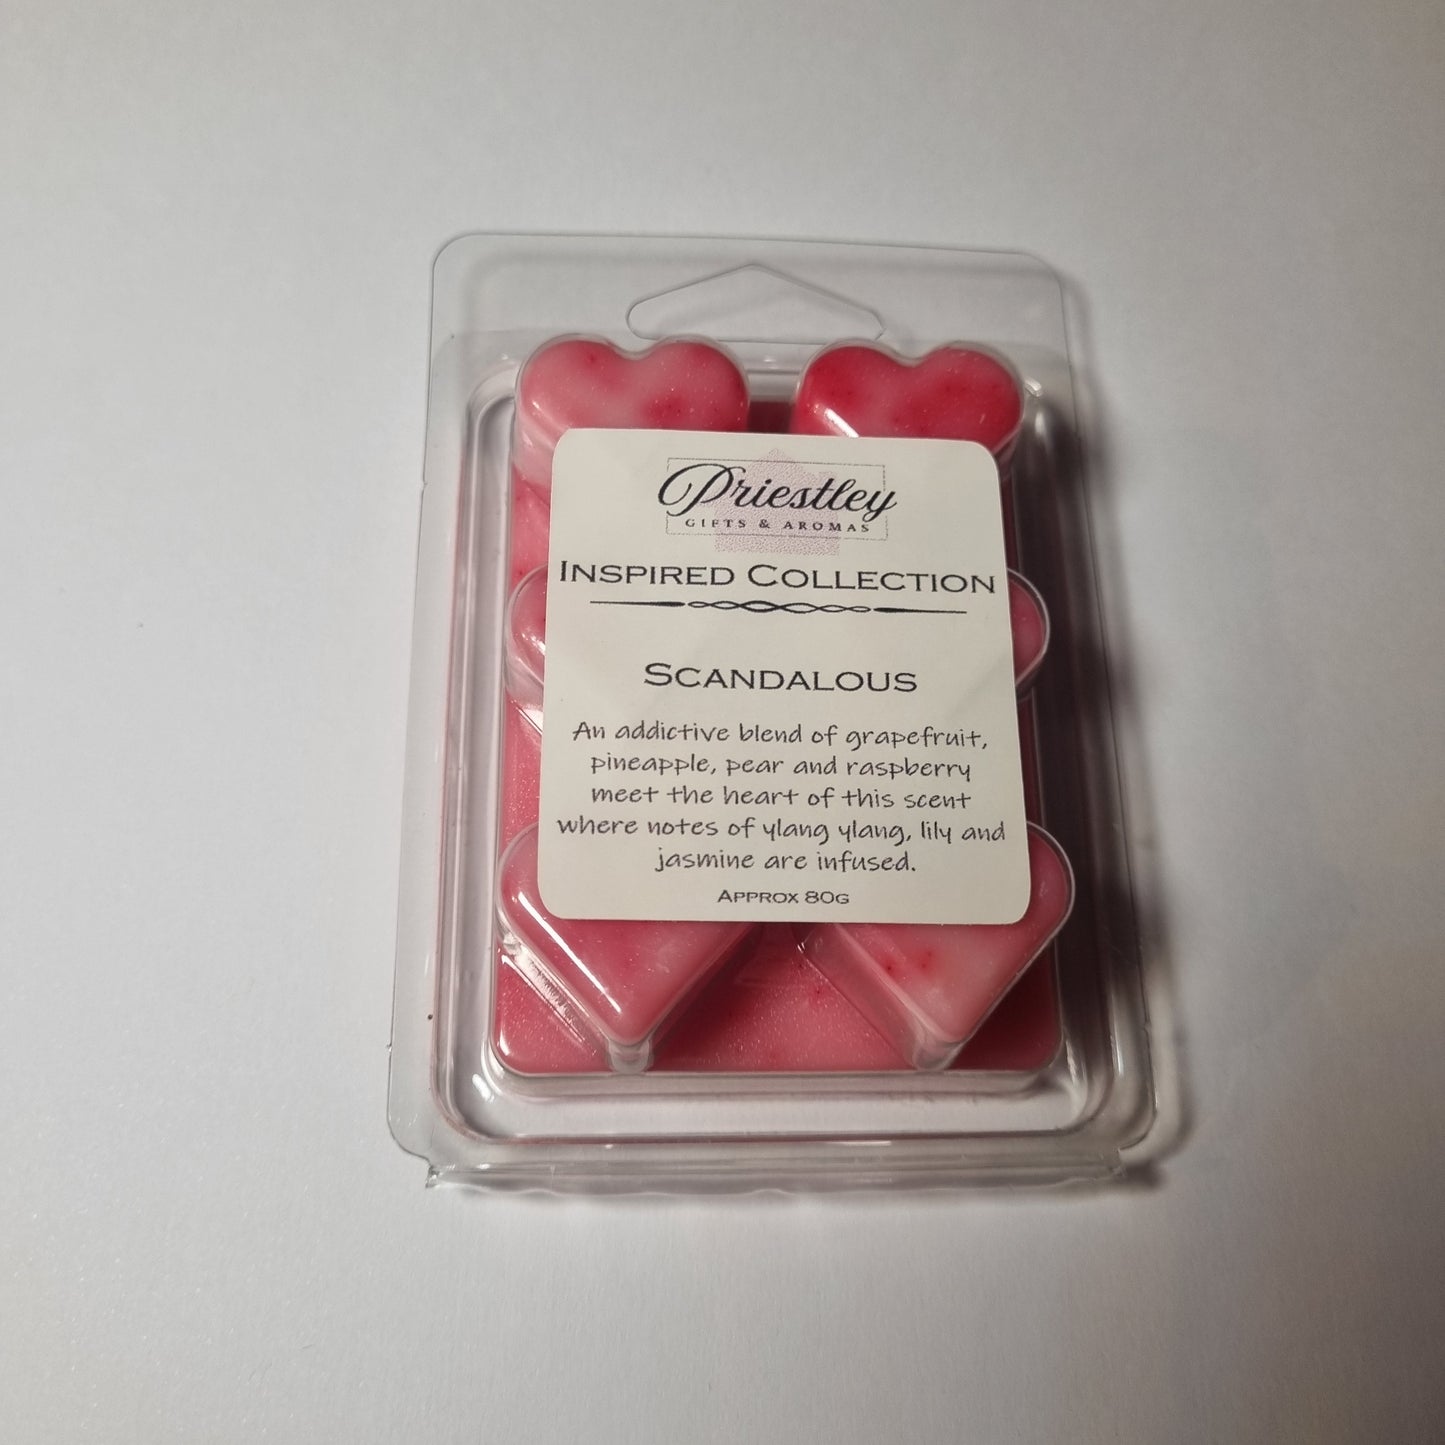 Priestley
GIFTS & AROMAS
INSPIRED COLLECTION
SCANDALOUS
An addictive blend of grapefruit,
pineapple, pear and raspberry
meet the heart of this scent
where notes of ylang ylang, lily and
jasmine are infused.
APPROX 80G